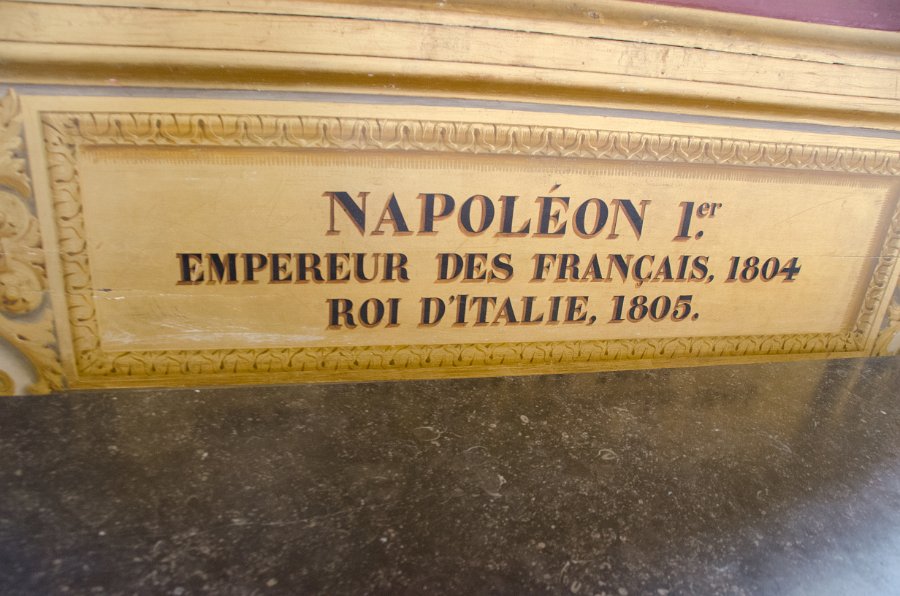 NAPOLÉON 1.er
EMPEREUR DES FRANÇAIS, 1804
ROI D'ITALIE, 1805.